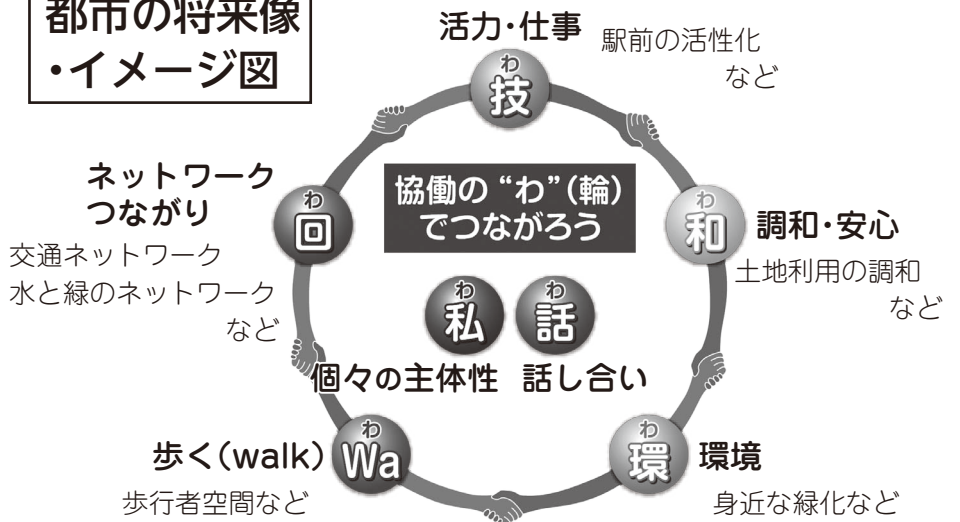 都市の将来像
・イメージ図
活力・仕事
駅前の活性化
など
わ
技
ネットワーク
つながり
交通ネットワーク
水と緑のネットワーク
など
わ
回
協働の“わ”(輪)
でつながろう
わ
和
調和・安心
土地利用の調和
など
わ
私
わ
話
個々の主体性
話し合い
歩く(walk)
歩行者空間など
わ
Wa
わ
環
環境
身近な緑化など